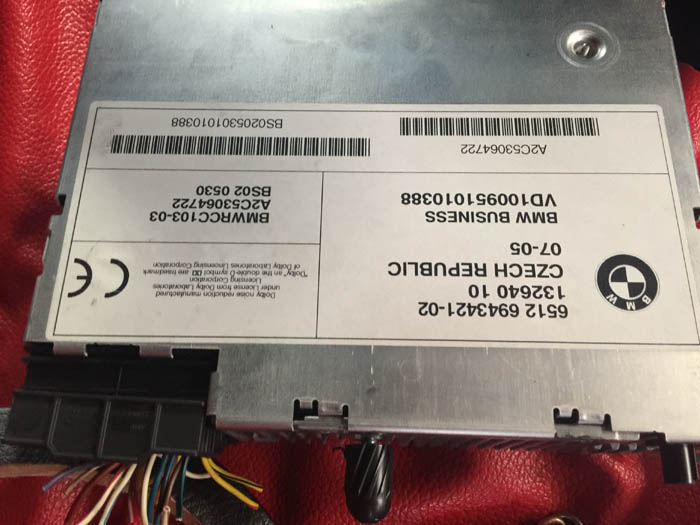 6512 6943421-02
132640 10
CZECH REPUBLIC
07-05
BMW
BMW BUSINESS
VD100951010388
A2C53064722
Dolby noise reduction manufactured
under License from Dolby Laboratories
Licensing Corporation
"Dolby" an the double-D symbol are trademark
of Dolby Laboratories Licensing Corporation
CE
BMWRCC103-03
A2C53064722
BS02 0530
BS0205301010388